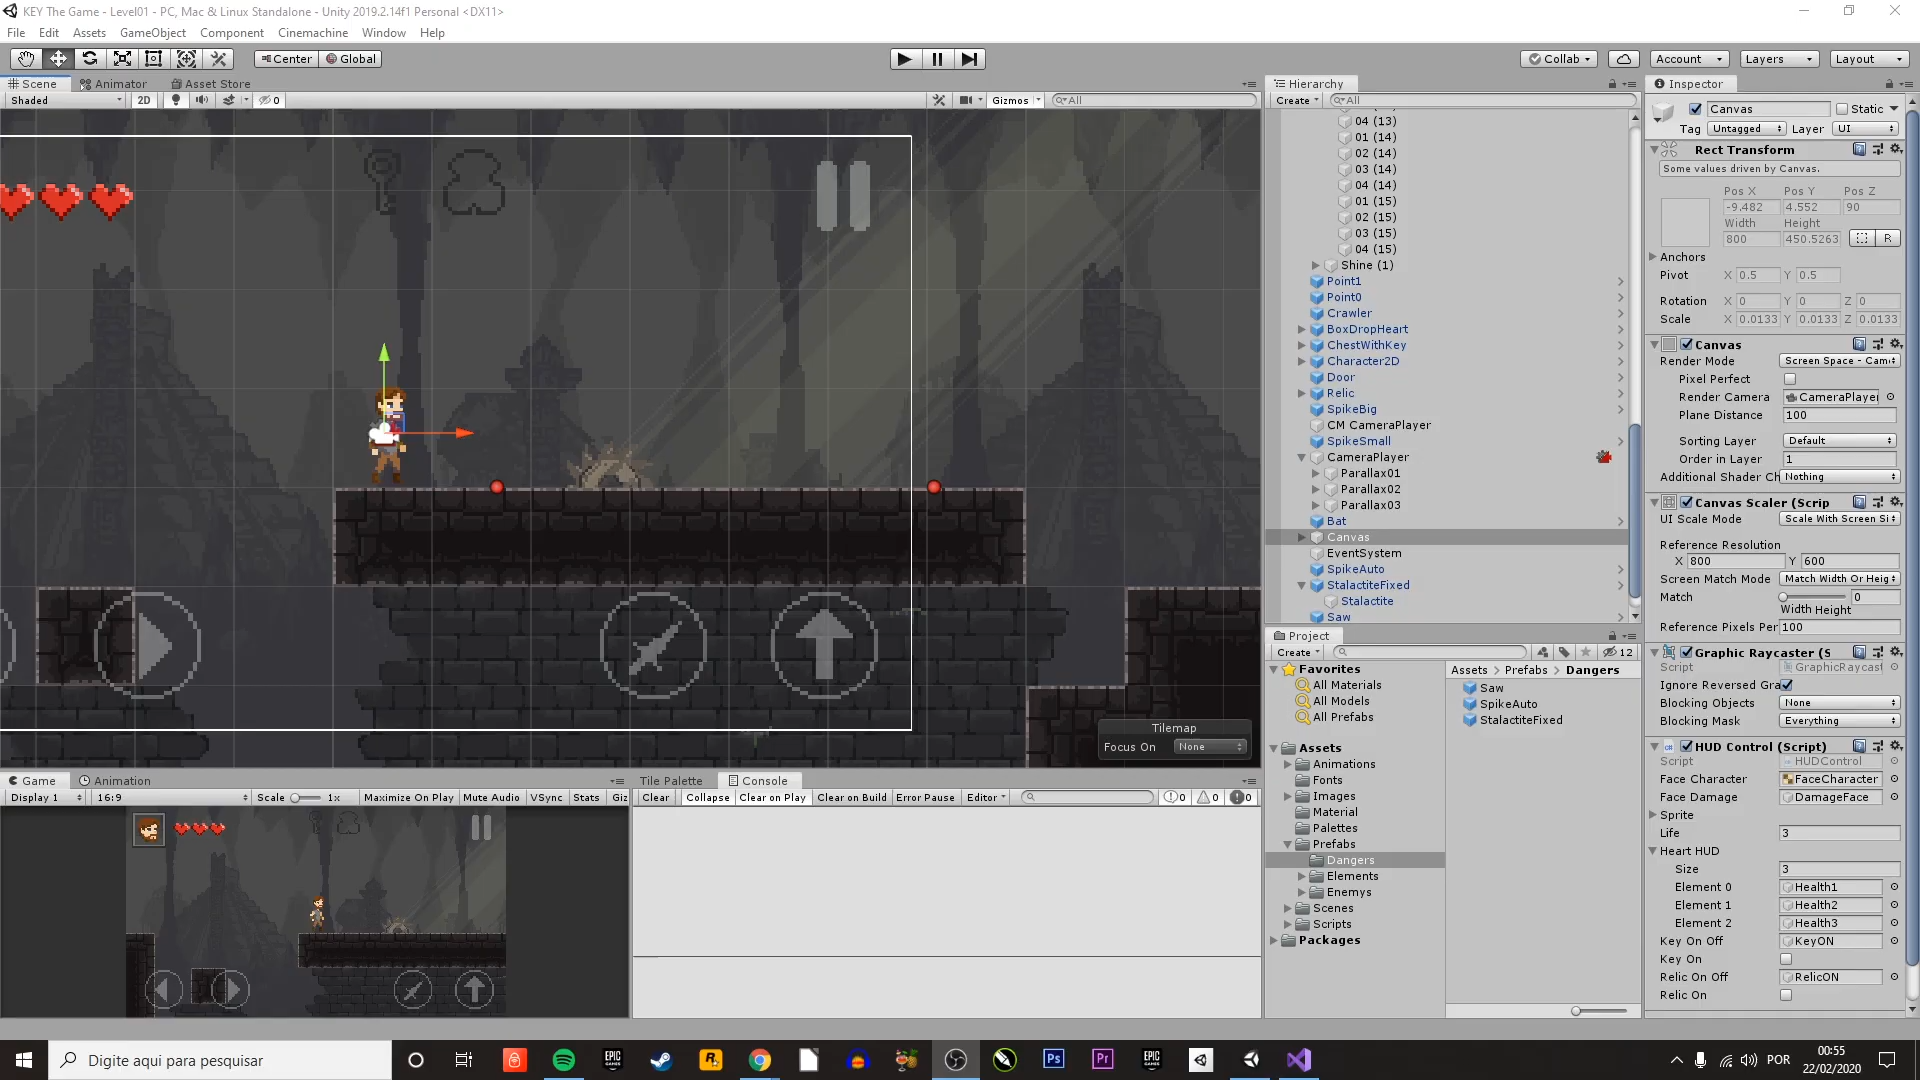 KEY The Game - Level01 - PC, Mac & Linux Standalone - Unity 2019.2.14f1 Personal <DX11>
File Edit Assets GameObject Component Cinemachine Window Help
Center Global
Collab Account Layers Layout
Scene Animator Asset Store
Shaded 2D 0 Gizmos All
Tilemap
Focus On None
Hierarchy
Create All
04 (13)
01 (14)
02 (14)
03 (14)
04 (14)
01 (15)
02 (15)
03 (15)
04 (15)
Shine (1)
Point1
Point0
Crawler
BoxDropHeart
ChestWithKey
Character2D
Door
Relic
SpikeBig
CM CameraPlayer
SpikeSmall
CameraPlayer
Parallax01
Parallax02
Parallax03
Bat
Canvas
EventSystem
SpikeAuto
StalactiteFixed
Stalactite
Saw
Inspector
Canvas Static
Tag Untagged Layer UI
Rect Transform
Some values driven by Canvas.
Pos X Pos Y Pos Z
-9.482 4.552 90
Width Height
800 450.5263 R
Anchors
Pivot X 0.5 Y 0.5
Rotation X 0 Y 0 Z 0
Scale X 0.0133 Y 0.0133 Z 0.0133
Canvas
Render Mode Screen Space - Cam
Pixel Perfect
Render Camera CameraPlayer
Plane Distance 100
Sorting Layer Default
Order in Layer 1
Additional Shader Ch Nothing
Canvas Scaler (Scrip
UI Scale Mode Scale With Screen Si
Reference Resolution
X 800 Y 600
Screen Match Mode Match Width Or Heig
Match 0
Width Height
Reference Pixels Per 100
Graphic Raycaster (S
Script GraphicRaycast
Ignore Reversed Gra
Blocking Objects None
Blocking Mask Everything
HUD Control (Script)
Script HUDControl
Face Character FaceCharacter
Face Damage DamageFace
Sprite
Life 3
Heart HUD
Size 3
Element 0 Health1
Element 1 Health2
Element 2 Health3
Key On Off KeyON
Key On
Relic On Off RelicON
Relic On
Project
Create 12
Favorites
All Materials
All Models
All Prefabs
Assets
Animations
Fonts
Images
Material
Palettes
Prefabs
Dangers
Elements
Enemys
Scenes
Scripts
Packages
Assets > Prefabs > Dangers
Saw
SpikeAuto
StalactiteFixed
Game Animation
Display 1 16:9 Scale 1x Maximize On Play Mute Audio VSync Stats Giz
Tile Palette Console
Clear Collapse Clear on Play Clear on Build Error Pause Editor 0 0 0
Digite aqui para pesquisar
EPIC GAMES
R
Ps
Pr
EPIC GAMES
POR
00:55
22/02/2020